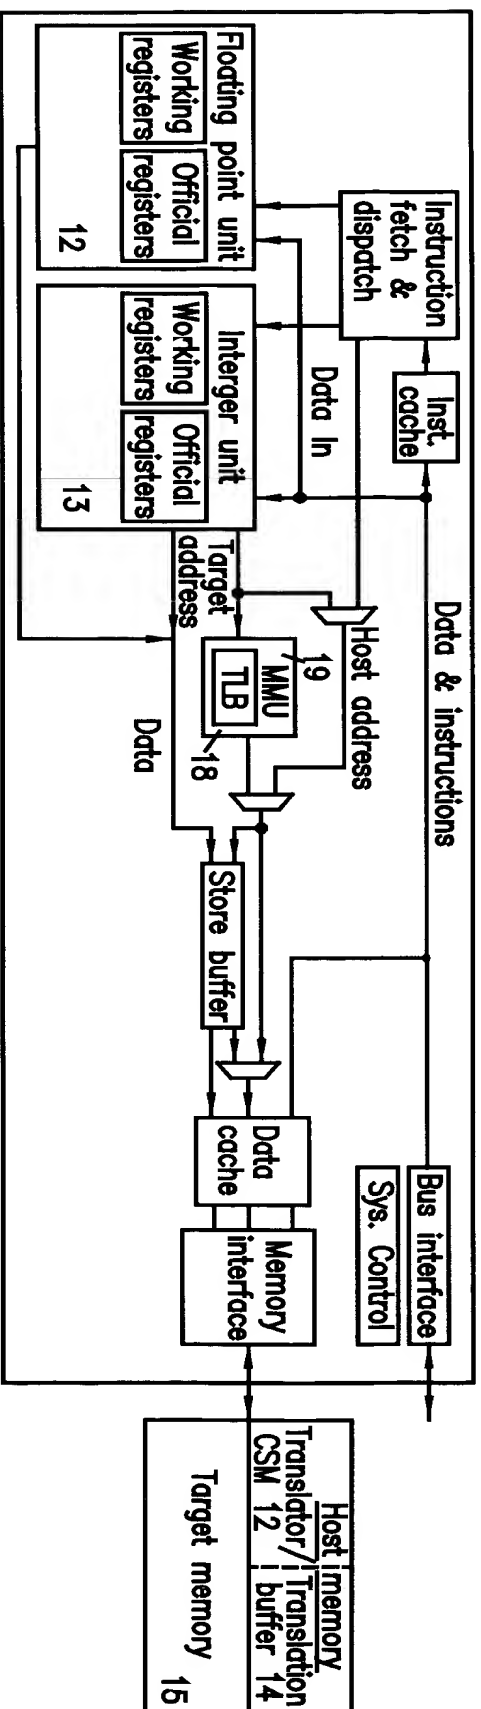 Floating point unit
Working
registers
Official
registers
12
Interger unit
Working
registers
Official
registers
13
Instruction
fetch &
dispatch
Inst.
cache
Data In
Data & instructions
Target
address
Host address
19
MMU
TLB
18
Data
Store buffer
Data
cache
Memory
interface
Bus interface
Sys. Control
Host memory
Translator/
CSM 12
Translation
buffer 14
Target memory
15